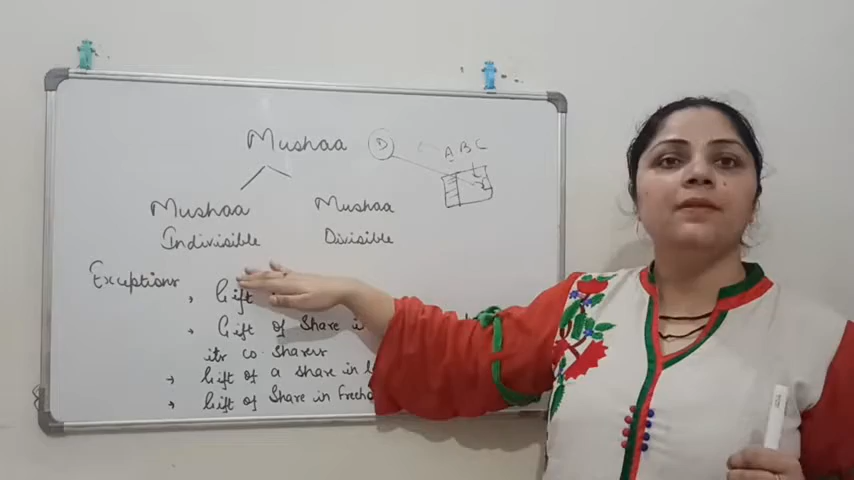 Mushaa
D
A B C
Mushaa
Indivisible
Mushaa
Divisible
Exceptions
Gift
Gift of Share
its co sharer
Gift of a share in
Gift of Share in Freeh